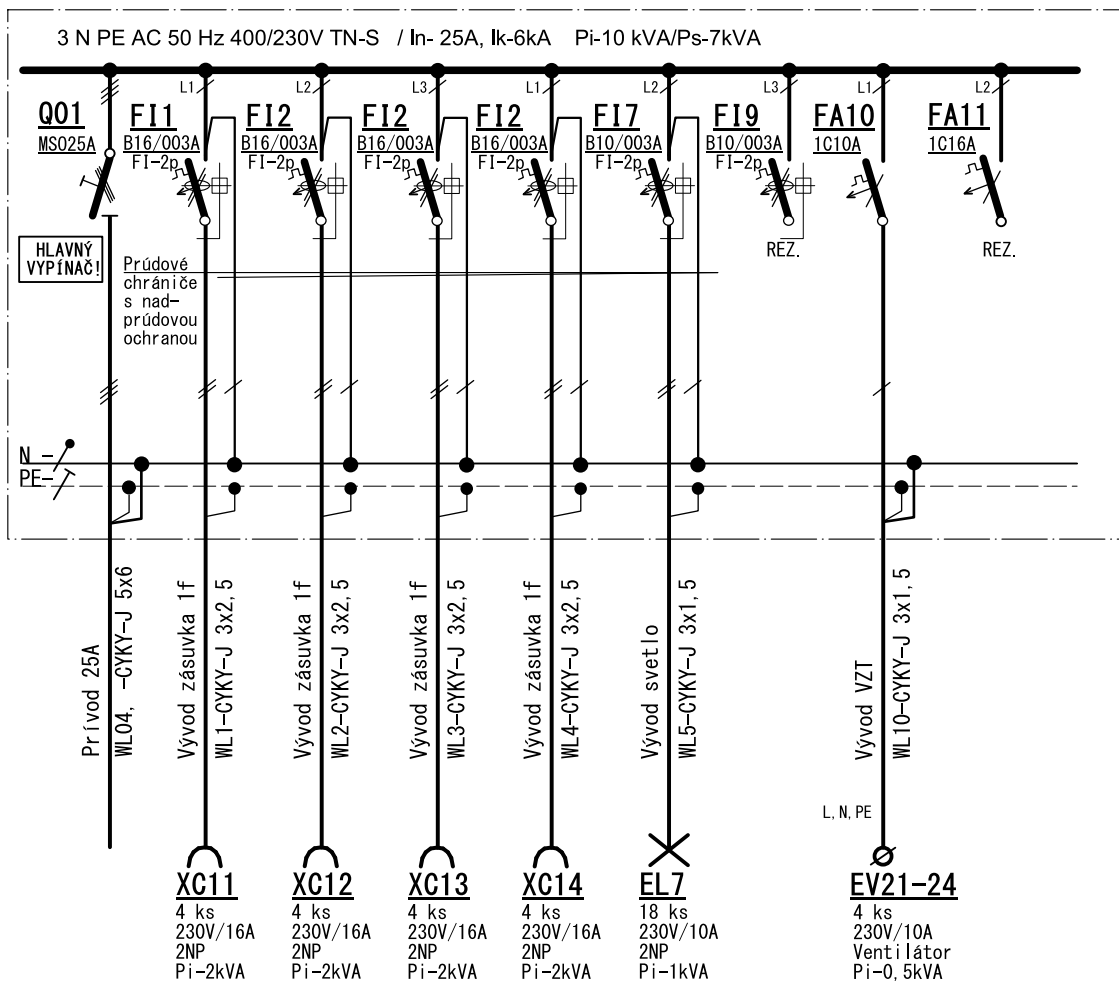 3 N PE AC 50 Hz 400/230V TN-S / In- 25A, Ik-6kA Pi-10 kVA/Ps-7kVA
L1
L2
L3
L1
L2
L3
L1
L2
Q01
MSO25A
FI1
B16/003A
FI-2p
FI2
B16/003A
FI-2p
FI2
B16/003A
FI-2p
FI2
B16/003A
FI-2p
FI7
B10/003A
FI-2p
FI9
B10/003A
FI-2p
FA10
1C10A
FA11
1C16A
HLAVNÝ
VYPÍNAČ!
REZ.
REZ.
Prúdové
chrániče
s nad-
prúdovou
ochranou
N -
PE-
Prívod 25A
WL04, -CYKY-J 5x6
Vývod zásuvka 1f
WL1-CYKY-J 3x2,5
Vývod zásuvka 1f
WL2-CYKY-J 3x2,5
Vývod zásuvka 1f
WL3-CYKY-J 3x2,5
Vývod zásuvka 1f
WL4-CYKY-J 3x2,5
Vývod svetlo
WL5-CYKY-J 3x1,5
Vývod VZT
WL10-CYKY-J 3x1,5
L,N,PE
XC11
4 ks
230V/16A
2NP
Pi-2kVA
XC12
4 ks
230V/16A
2NP
Pi-2kVA
XC13
4 ks
230V/16A
2NP
Pi-2kVA
XC14
4 ks
230V/16A
2NP
Pi-2kVA
EL7
18 ks
230V/10A
2NP
Pi-1kVA
EV21-24
4 ks
230V/10A
Ventilátor
Pi-0,5kVA